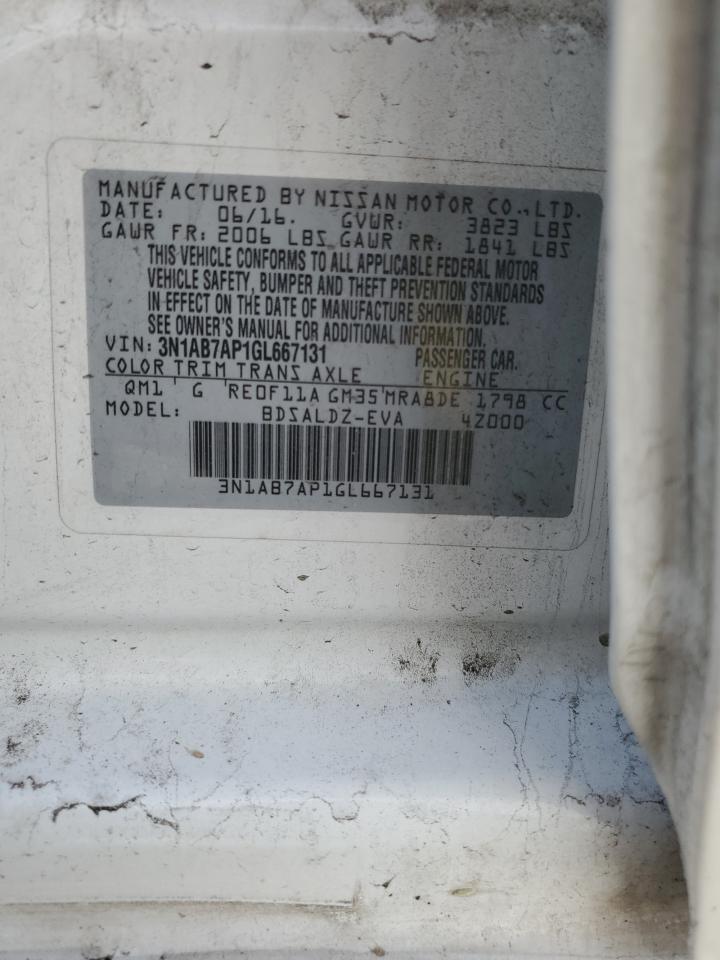 MANUFACTURED BY NISSAN MOTOR CO.,LTD.
DATE: 06/16. GVWR: 3823 LBS
GAWR FR: 2006 LBS GAWR RR: 1841 LBS
THIS VEHICLE CONFORMS TO ALL APPLICABLE FEDERAL MOTOR
VEHICLE SAFETY, BUMPER AND THEFT PREVENTION STANDARDS
IN EFFECT ON THE DATE OF MANUFACTURE SHOWN ABOVE.
SEE OWNER'S MANUAL FOR ADDITIONAL INFORMATION.
VIN: 3N1AB7AP1GL667131 PASSENGER CAR.
COLOR TRIM TRANS AXLE ENGINE
QM1 G RE0F11A GM35 MRA8DE 1798 CC
MODEL: BDSALDZ-EVA 4Z000
3N1AB7AP1GL667131